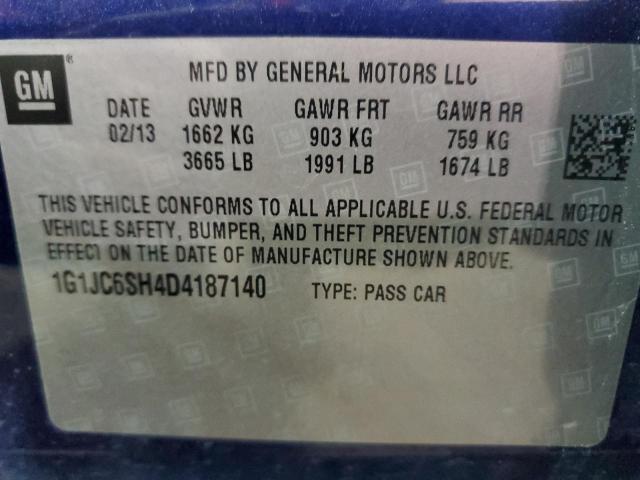 GM ®
MFD BY GENERAL MOTORS LLC
DATE GVWR GAWR FRT GAWR RR
02/13 1662 KG 903 KG 759 KG
3665 LB 1991 LB 1674 LB
THIS VEHICLE CONFORMS TO ALL APPLICABLE U.S. FEDERAL MOTOR
VEHICLE SAFETY, BUMPER, AND THEFT PREVENTION STANDARDS IN
EFFECT ON THE DATE OF MANUFACTURE SHOWN ABOVE.
1G1JC6SH4D4187140 TYPE: PASS CAR